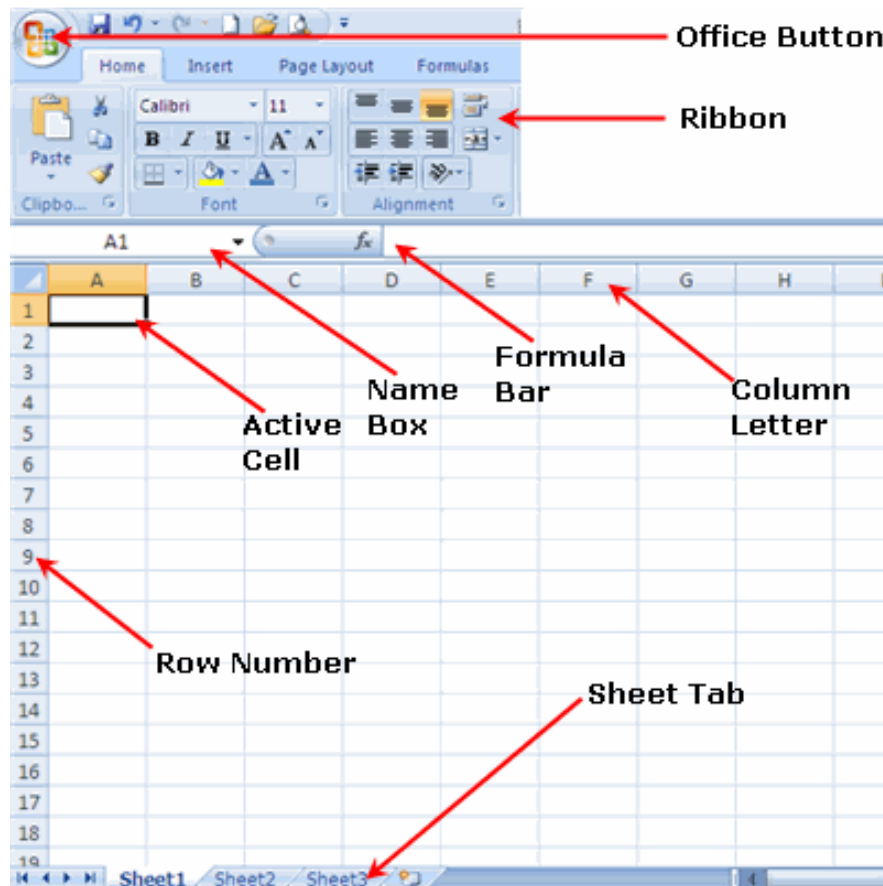 Office Button
Home Insert Page Layout Formulas
Calibri 11
Ribbon
B I U A A
Paste
A
Clipbo... Font Alignment
A1 fx
A B C D E F G H
1
2
3
Formula
Bar
Name
Box
Column
Letter
4
Active
Cell
5
6
7
8
9
10
11
12
Row Number
13
Sheet Tab
14
15
16
17
18
19
Sheet1 Sheet2 Sheet3